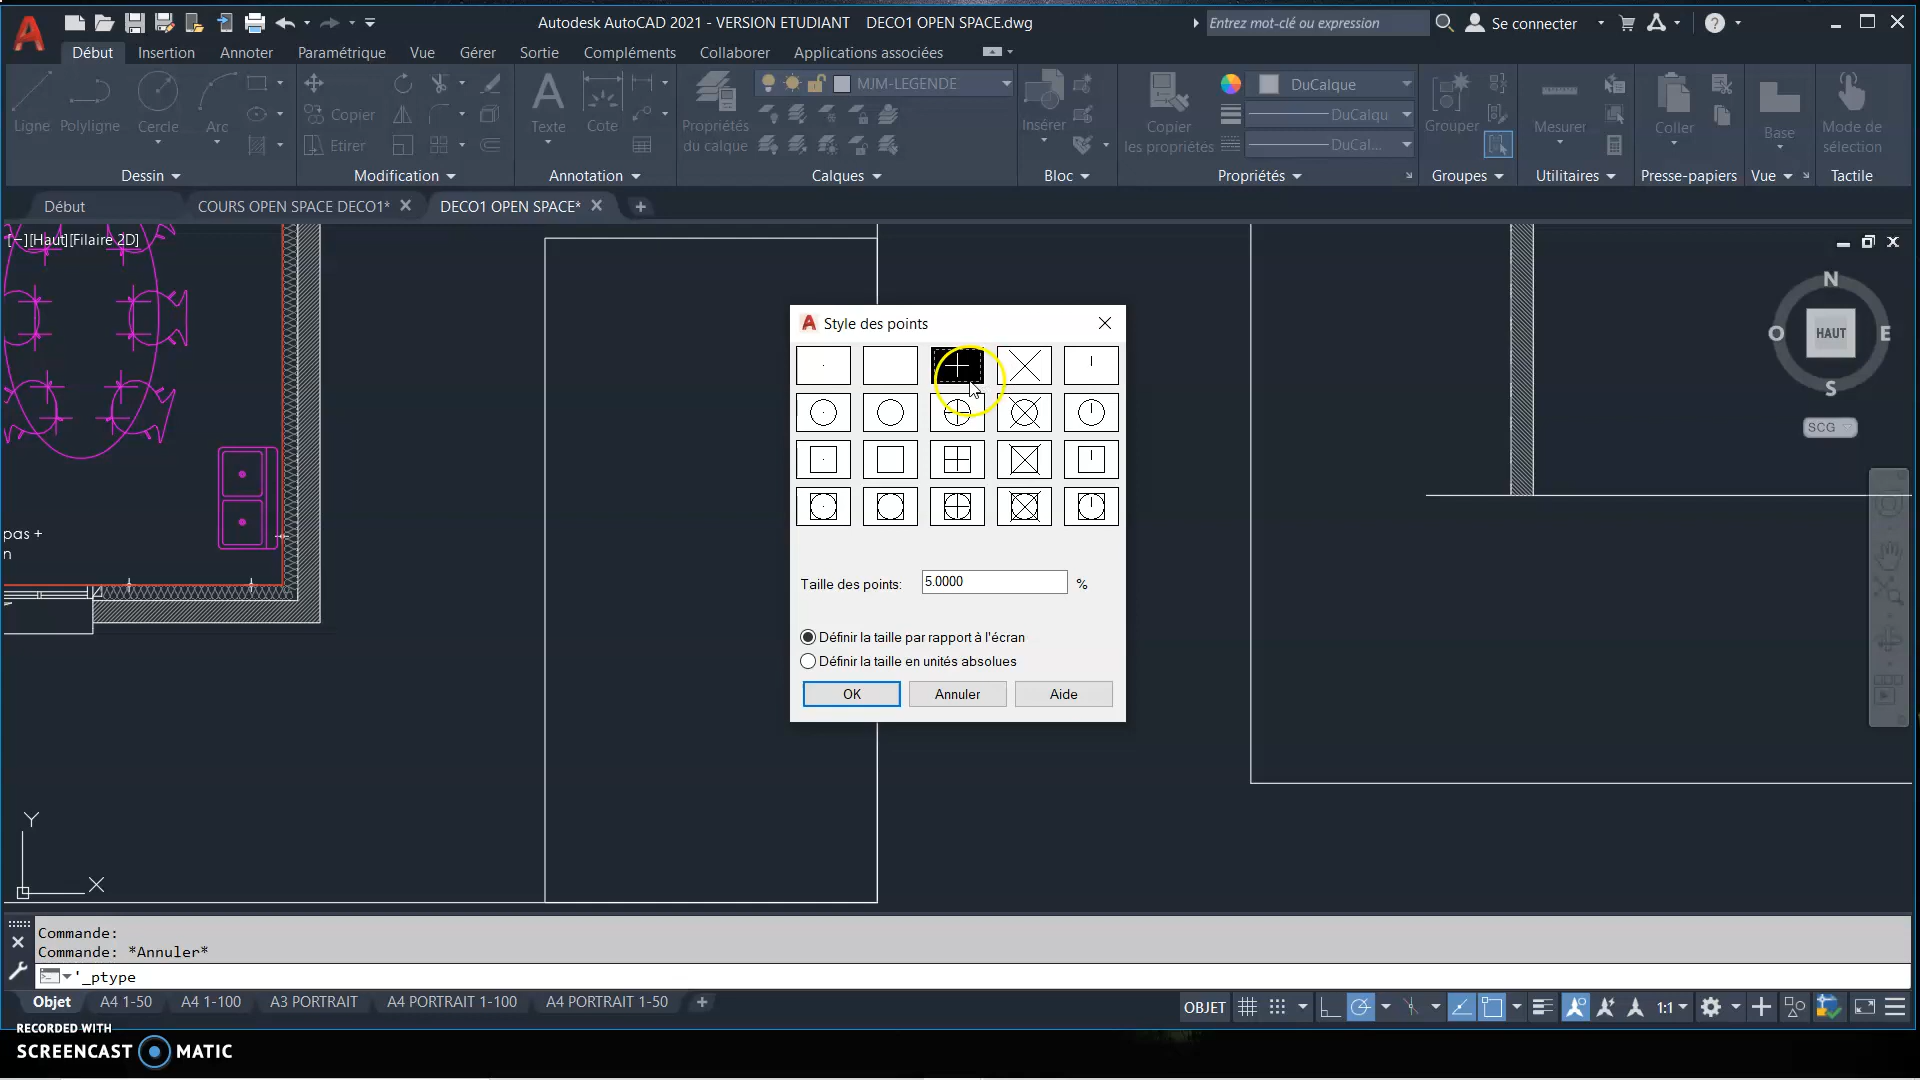 Autodesk AutoCAD 2021 - VERSION ETUDIANT DECO1 OPEN SPACE.dwg
Entrez mot-clé ou expression
Se connecter
Début Insertion Annoter Paramétrique Vue Gérer Sortie Compléments Collaborer Applications associées
Ligne Polyligne Cercle Arc
Copier
Etirer
Texte Cote
Propriétés
du calque
MJM-LEGENDE
Insérer
Copier
les propriétés
DuCalque
DuCalqu
DuCal...
Grouper
Mesurer
Coller
Base
Mode de
sélection
Dessin Modification Annotation Calques Bloc Propriétés Groupes Utilitaires Presse-papiers Vue Tactile
Début COURS OPEN SPACE DECO1* DECO1 OPEN SPACE*
[−][Haut][Filaire 2D]
N
O HAUT E
S
SCG
Style des points
pas +
n
Taille des points: 5.0000 %
Définir la taille par rapport à l'écran
Définir la taille en unités absolues
OK Annuler Aide
Y
X
Commande:
Commande: *Annuler*
'_ptype
Objet A4 1-50 A4 1-100 A3 PORTRAIT A4 PORTRAIT 1-100 A4 PORTRAIT 1-50
OBJET 1:1
RECORDED WITH
SCREENCAST MATIC